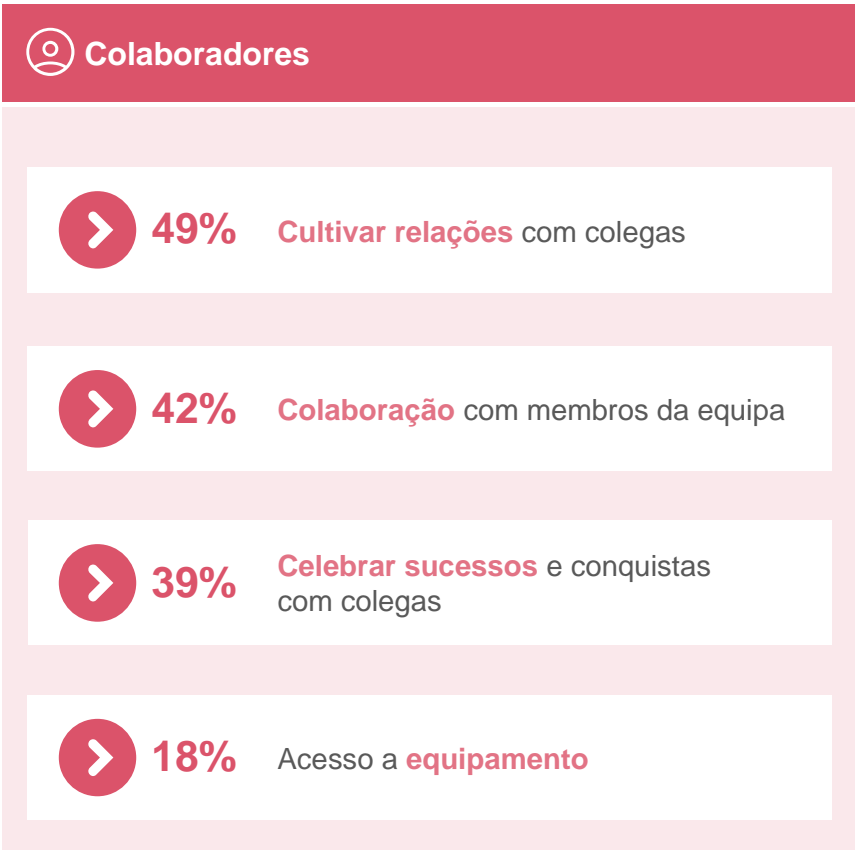 Colaboradores
49% Cultivar relações com colegas
42% Colaboração com membros da equipa
39% Celebrar sucessos e conquistas
com colegas
18% Acesso a equipamento